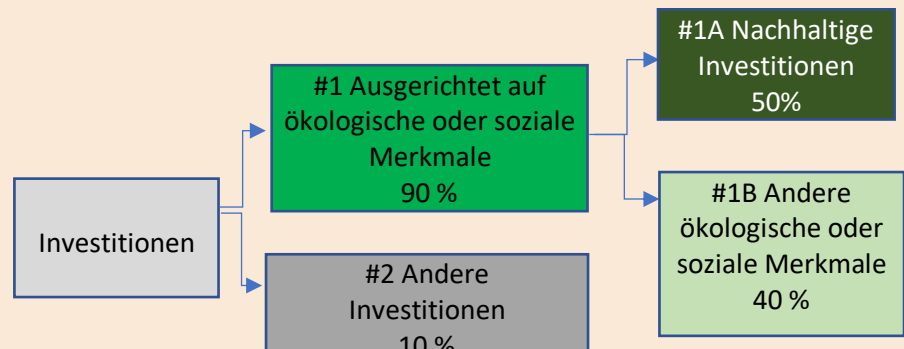 Investitionen
#1 Ausgerichtet auf
ökologische oder soziale
Merkmale
90 %
#2 Andere
Investitionen
10 %
#1A Nachhaltige
Investitionen
50%
#1B Andere
ökologische oder
soziale Merkmale
40 %